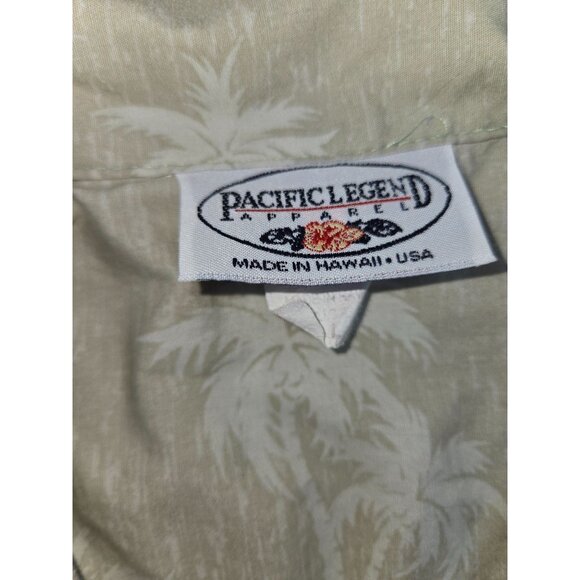 PACIFIC LEGEND
APPAREL
MADE IN HAWAII • USA